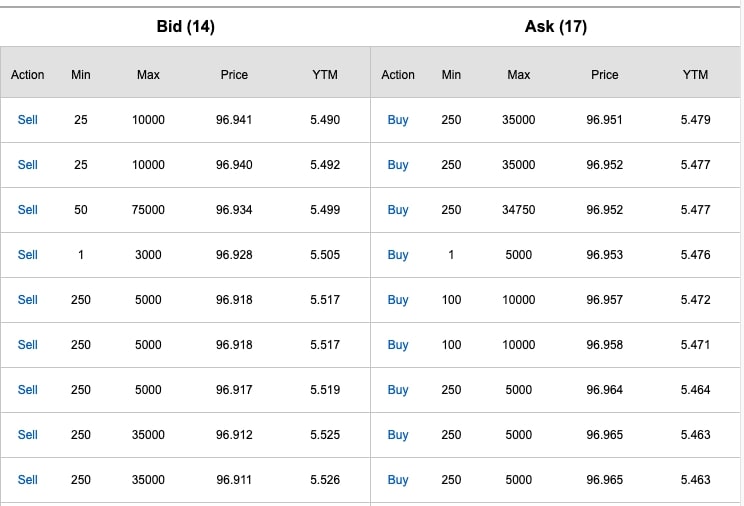 Bid (14) Ask (17)
Action Min Max Price YTM Action Min Max Price YTM
Sell 25 10000 96.941 5.490 Buy 250 35000 96.951 5.479
Sell 25 10000 96.940 5.492 Buy 250 35000 96.952 5.477
Sell 50 75000 96.934 5.499 Buy 250 34750 96.952 5.477
Sell 1 3000 96.928 5.505 Buy 1 5000 96.953 5.476
Sell 250 5000 96.918 5.517 Buy 100 10000 96.957 5.472
Sell 250 5000 96.918 5.517 Buy 100 10000 96.958 5.471
Sell 250 5000 96.917 5.519 Buy 250 5000 96.964 5.464
Sell 250 35000 96.912 5.525 Buy 250 5000 96.965 5.463
Sell 250 35000 96.911 5.526 Buy 250 5000 96.965 5.463